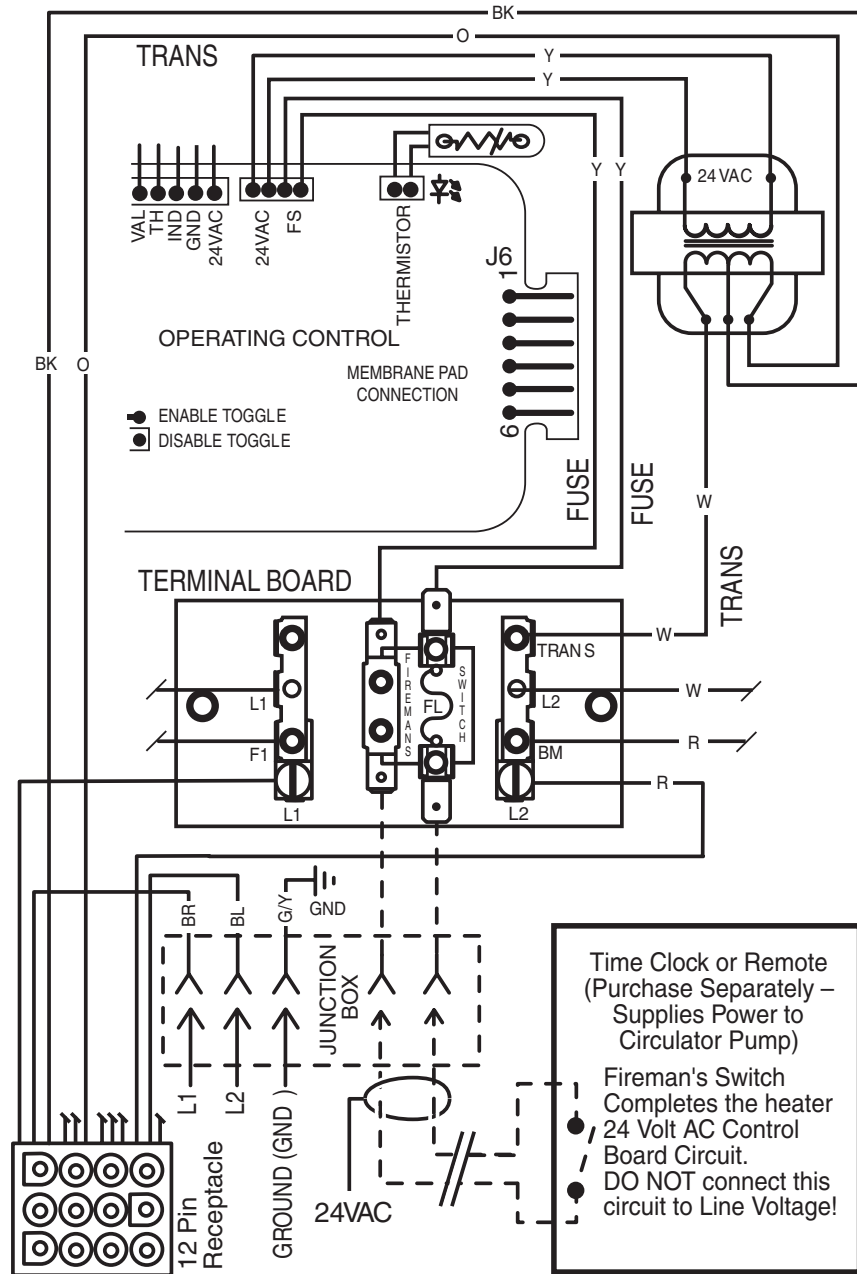 BK
O
TRANS
Y
Y
Y
Y
24VAC
VAL
TH
IND
GND
24VAC
24VAC
FS
THERMISTOR
J6
1
6
OPERATING CONTROL
MEMBRANE PAD
CONNECTION
BK
O
ENABLE TOGGLE
DISABLE TOGGLE
FUSE
FUSE
W
TRANS
TERMINAL BOARD
W
TRANS
FIREMANS
SWITCH
FL
L1
L2
W
F1
BM
R
L1
L2
R
BR
BL
G/Y
GND
JUNCTION
BOX
L1
L2
GROUND (GND )
24VAC
12 Pin
Receptacle
Time Clock or Remote
(Purchase Separately –
Supplies Power to
Circulator Pump)
Fireman's Switch
Completes the heater
24 Volt AC Control
Board Circuit.
DO NOT connect this
circuit to Line Voltage!